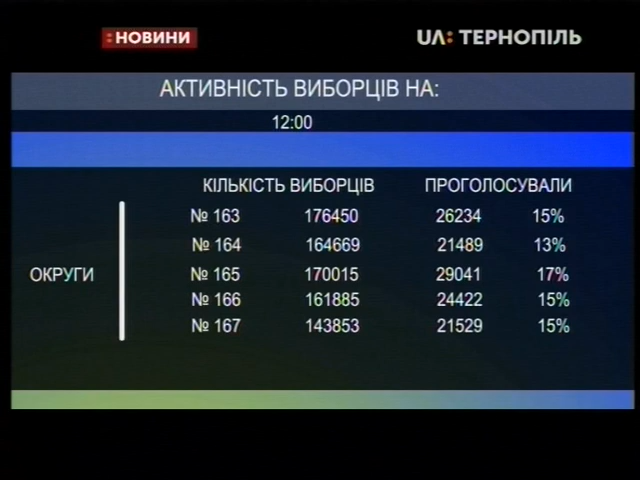 :НОВИНИ
UA: ТЕРНОПІЛЬ
АКТИВНІСТЬ ВИБОРЦІВ НА:
12:00
КІЛЬКІСТЬ ВИБОРЦІВ ПРОГОЛОСУВАЛИ
№ 163 176450 26234 15%
№ 164 164669 21489 13%
ОКРУГИ № 165 170015 29041 17%
№ 166 161885 24422 15%
№ 167 143853 21529 15%